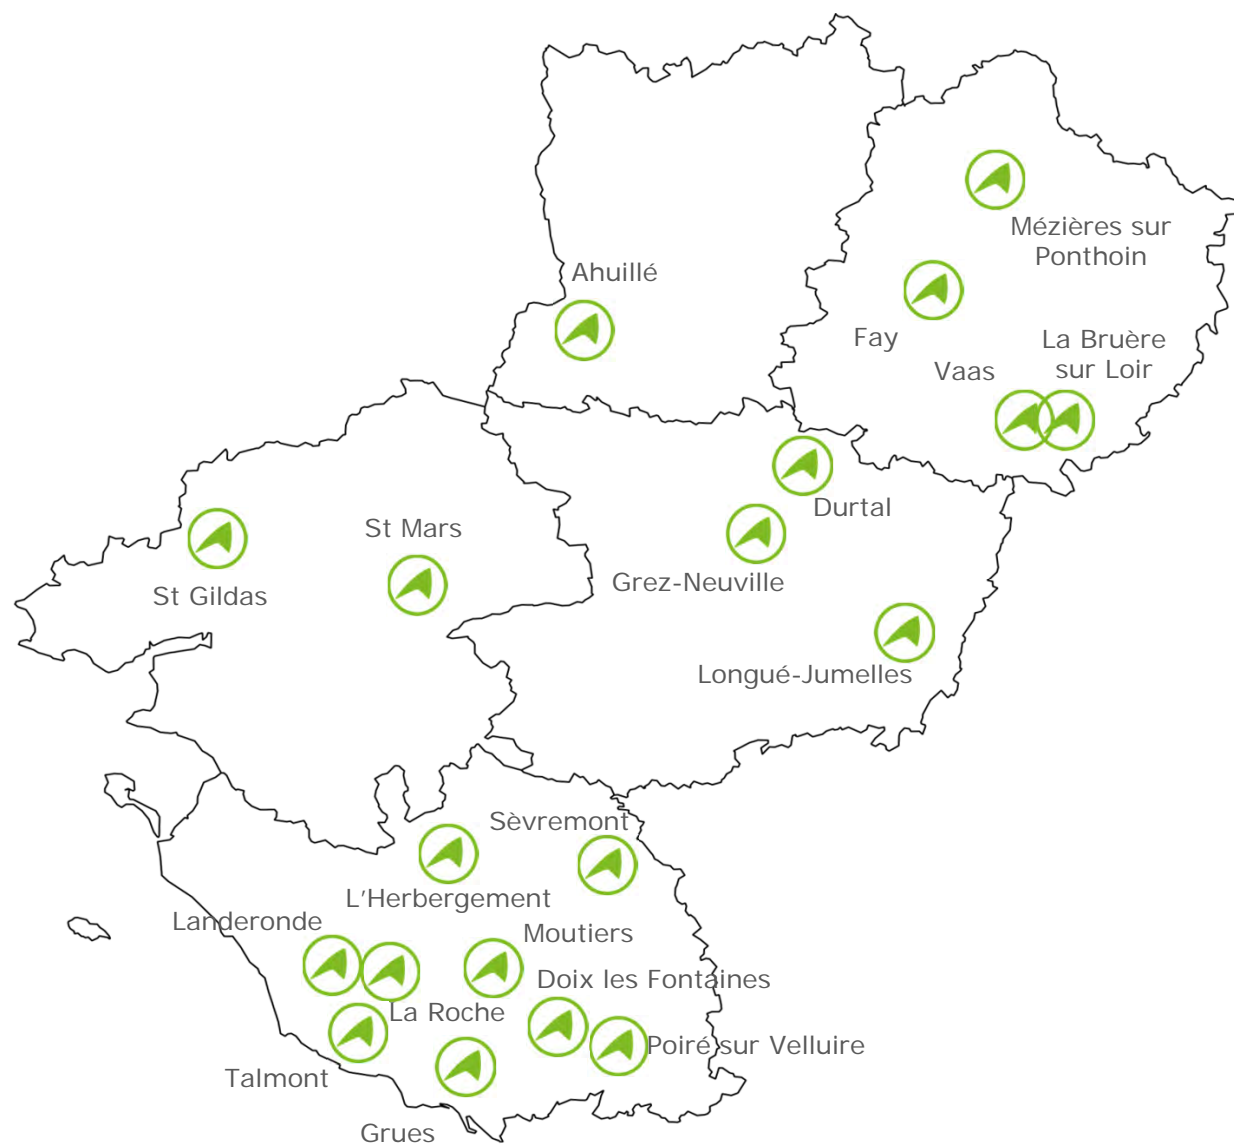 Mézières sur
Ponthoin
Ahuillé
Fay
La Bruère
sur Loir
Vaas
Durtal
St Mars
Grez-Neuville
St Gildas
Longué-Jumelles
Sèvremont
L'Herbergement
Landeronde
Moutiers
Doix les Fontaines
La Roche
Poiré sur Velluire
Talmont
Grues